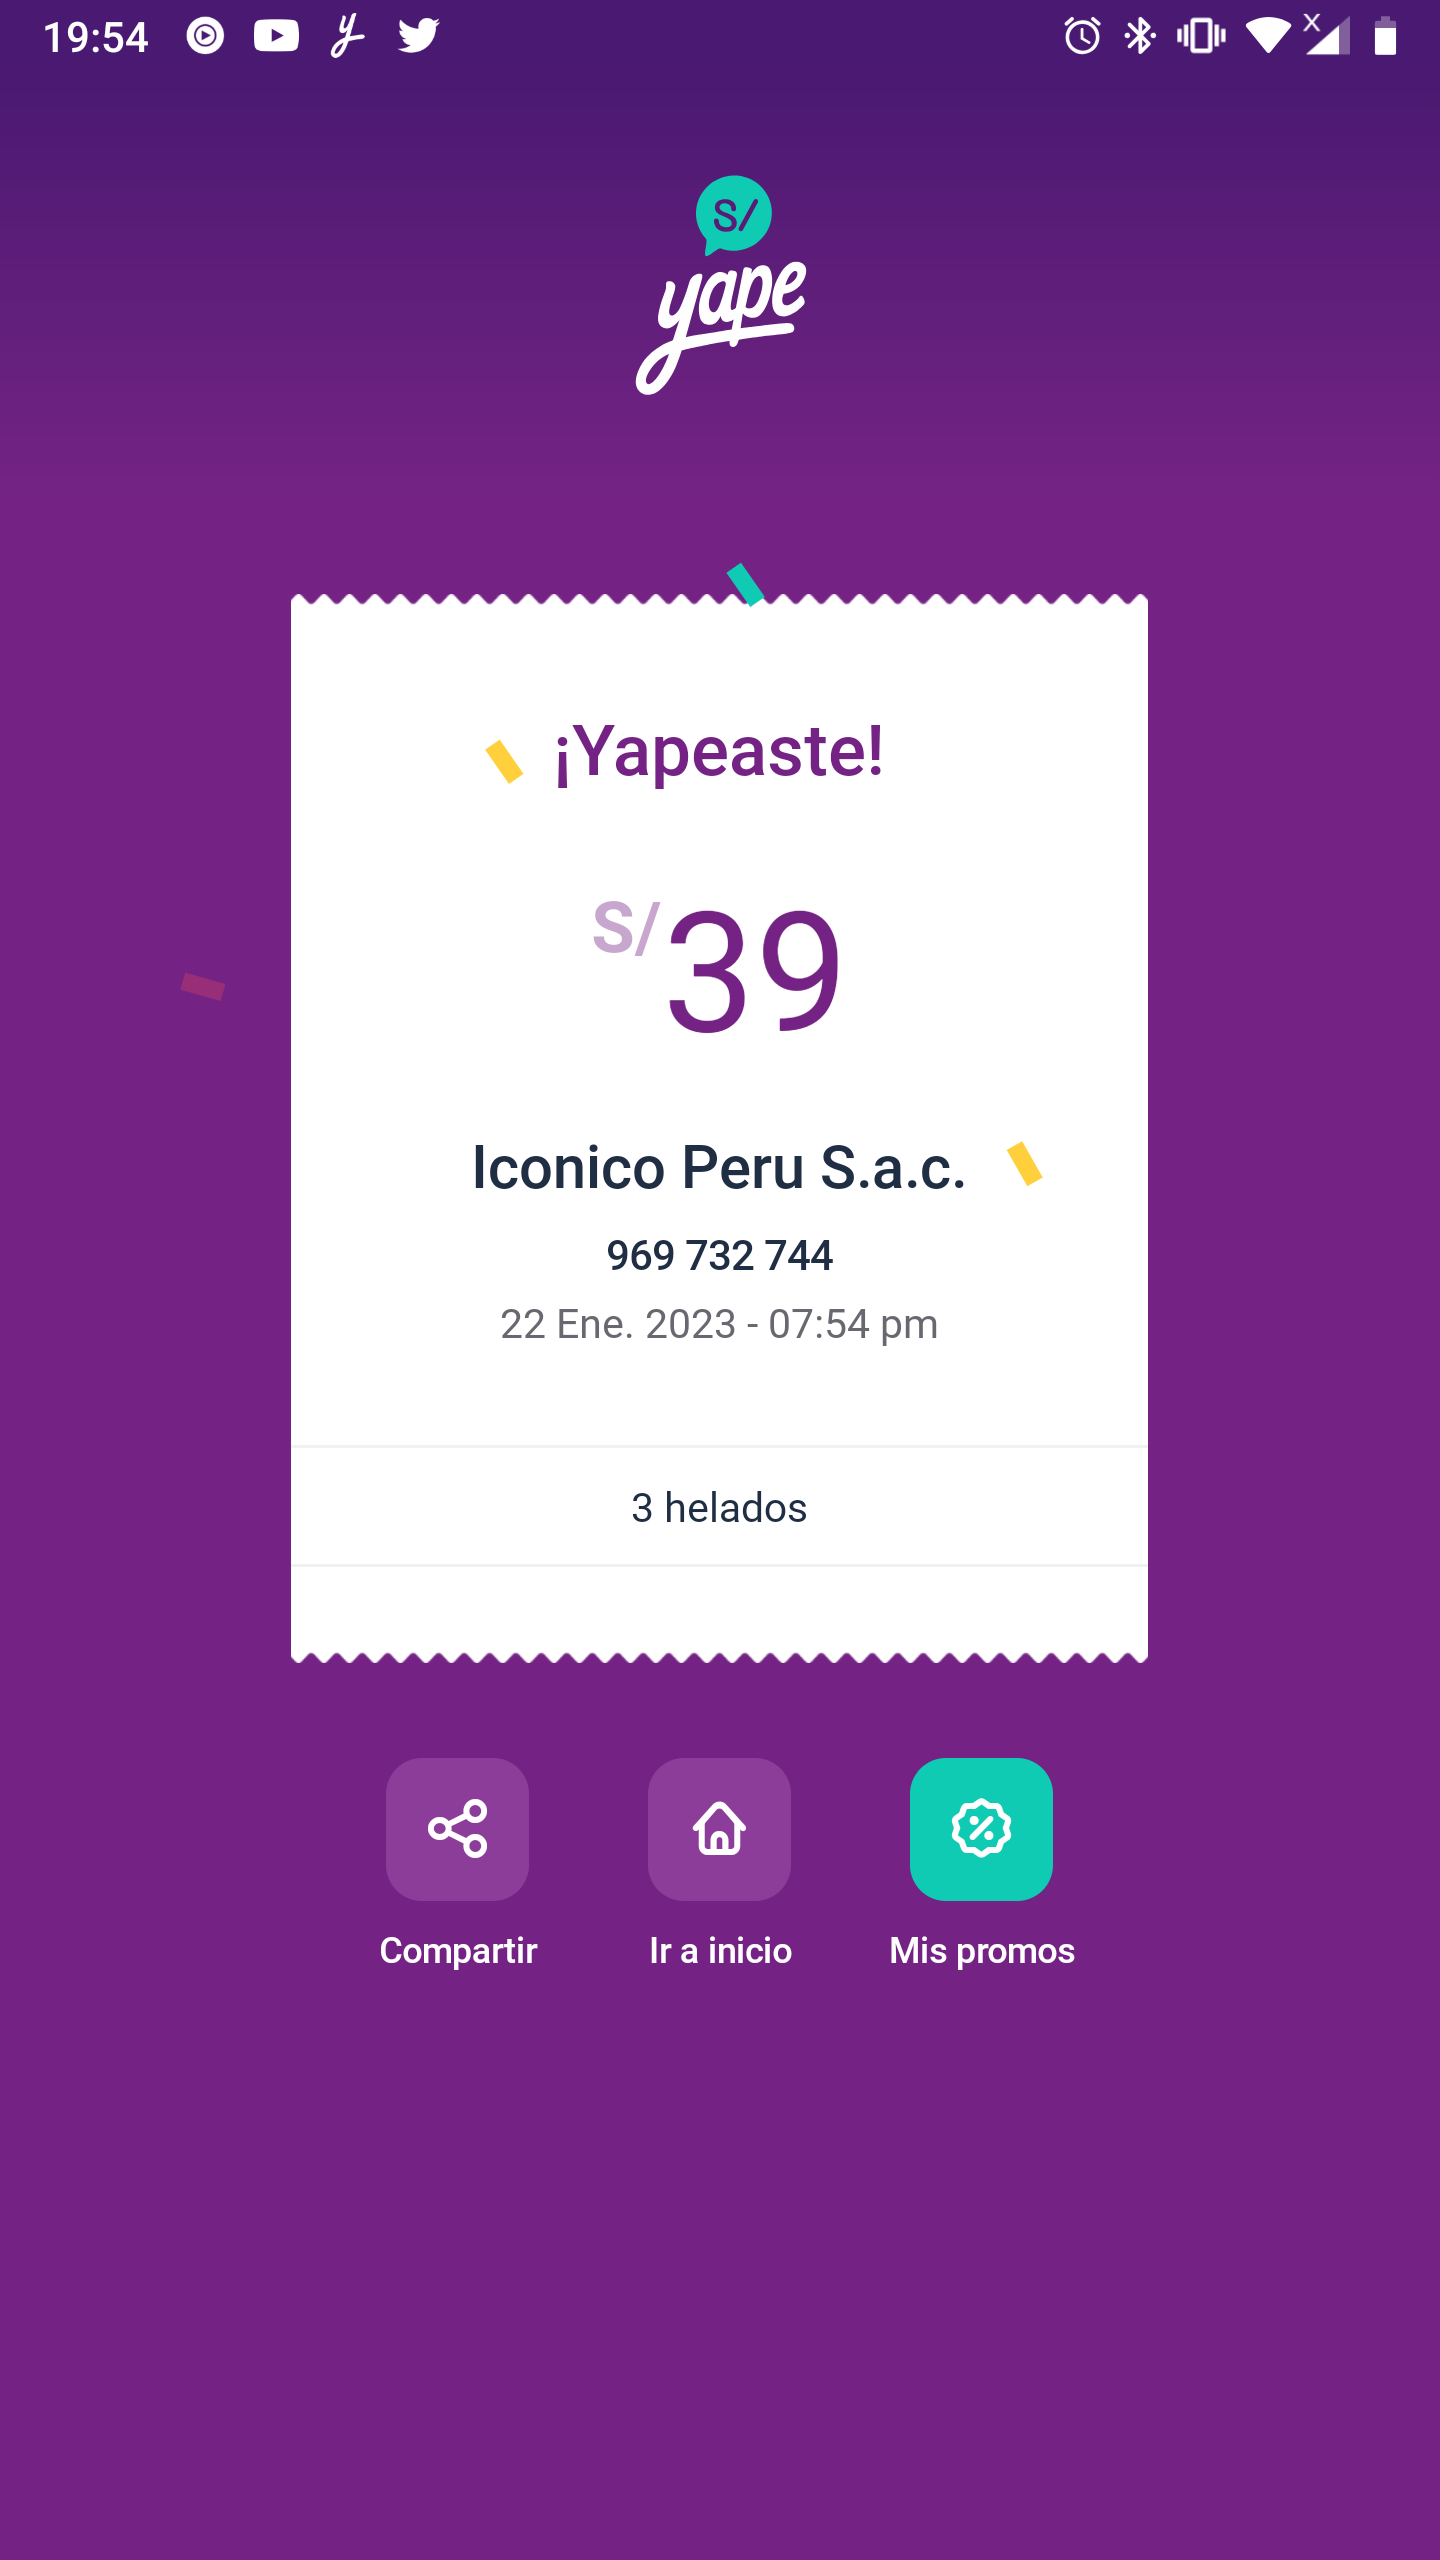 19:54
S/
yape
¡Yapeaste!
S/39
Iconico Peru S.a.c.
969 732 744
22 Ene. 2023 - 07:54 pm
3 helados
Compartir
Ir a inicio
Mis promos